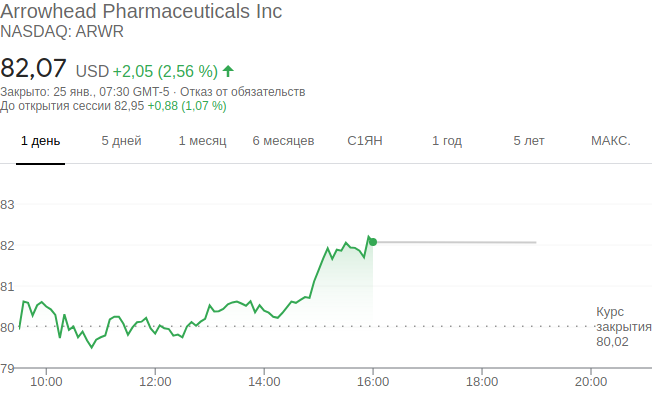 Arrowhead Pharmaceuticals Inc
NASDAQ: ARWR
82,07 USD +2,05 (2,56 %)
Закрыто: 25 янв., 07:30 GMT-5 · Отказ от обязательств
До открытия сессии 82,95 +0,88 (1,07 %)
1 день 5 дней 1 месяц 6 месяцев С1ЯН 1 год 5 лет МАКС.
83
82
81
80
79
Курс
закрытия
80,02
10:00 12:00 14:00 16:00 18:00 20:00